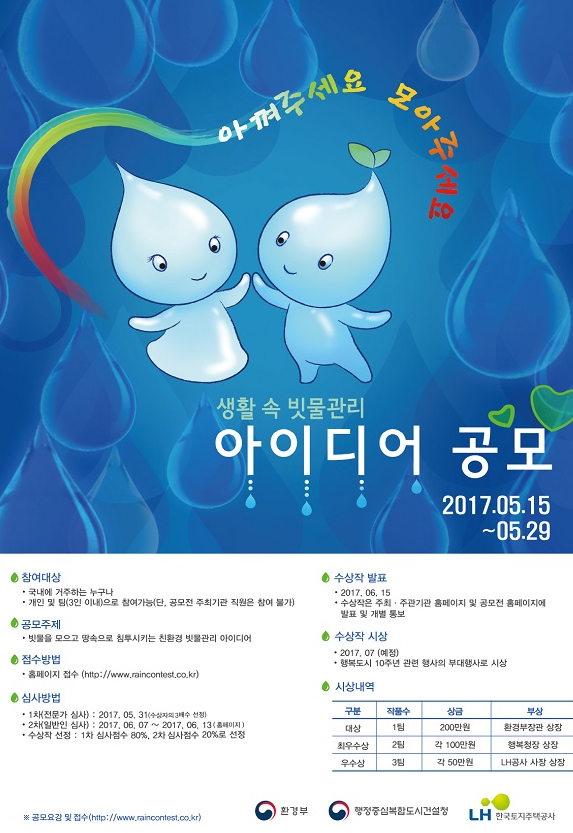 아껴주세요 모아주세요
생활 속 빗물관리
아이디어 공모
2017.05.15
~05.29
참여대상
• 국내에 거주하는 누구나
• 개인 및 팀(3인 이내)으로 참여가능(단, 공모전 주최기관 직원은 참여 불가)
공모주제
• 빗물을 모으고 땅속으로 침투시키는 친환경 빗물관리 아이디어
접수방법
• 홈페이지 접수 (http://www.raincontest.co.kr)
심사방법
• 1차(전문가 심사) : 2017, 05, 31(수상자의3배수 선정)
• 2차(일반인 심사) : 2017, 06, 07 ~ 2017, 06, 13(홈페이지)
• 수상작 선정 : 1차 심사점수 80%, 2차 심사점수 20%로 선정
수상작 발표
• 2017, 06, 15
• 수상작은 주최 · 주관기관 홈페이지 및 공모전 홈페이지에
발표 및 개별 통보
수상작 시상
• 2017, 07 (예정)
• 행복도시 10주년 관련 행사의 부대행사로 시상
시상내역
구분 작품수 상금 부상
대상 1팀 200만원 환경부장관 상장
최우수상 2팀 각 100만원 행복청장 상장
우수상 3팀 각 50만원 LH공사 사장 상장
※ 공모요강 및 접수(http://www.raincontest.co.kr)
환경부
행정중심복합도시건설청
LH 한국토지주택공사